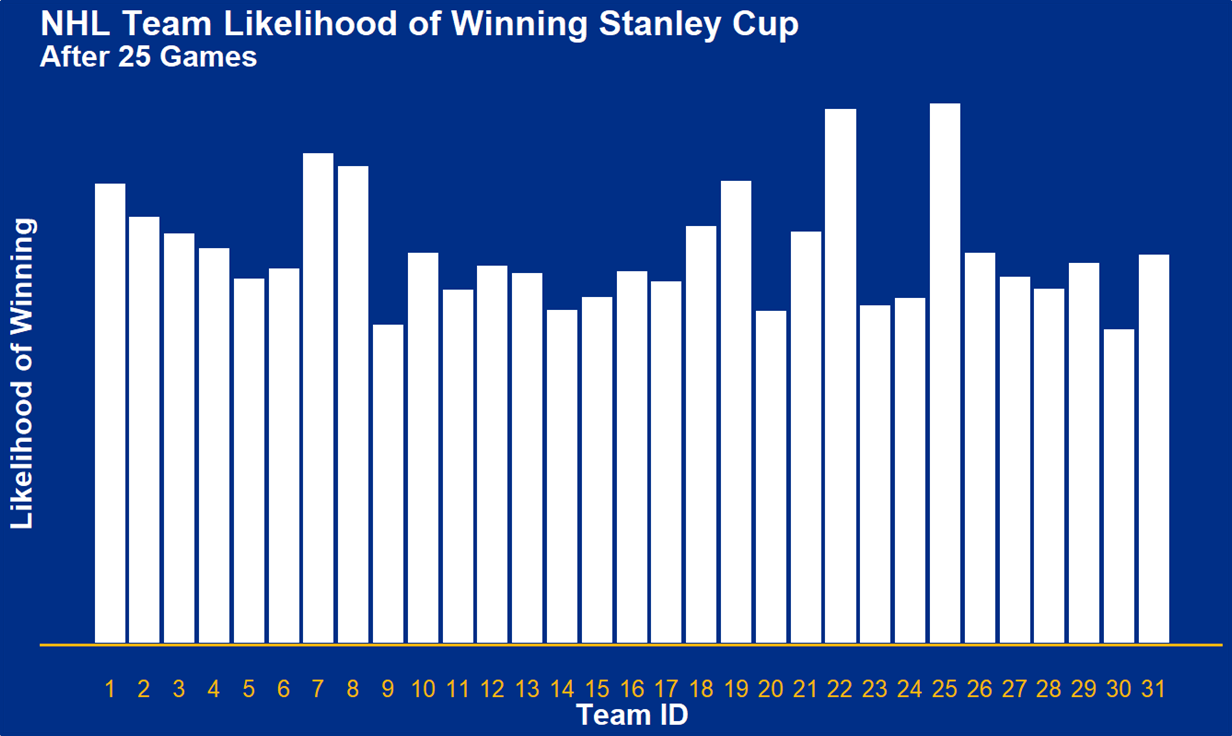 NHL Team Likelihood of Winning Stanley Cup
After 25 Games
Likelihood of Winning
1 2 3 4 5 6 7 8 9 10 11 12 13 14 15 16 17 18 19 20 21 22 23 24 25 26 27 28 29 30 31
Team ID